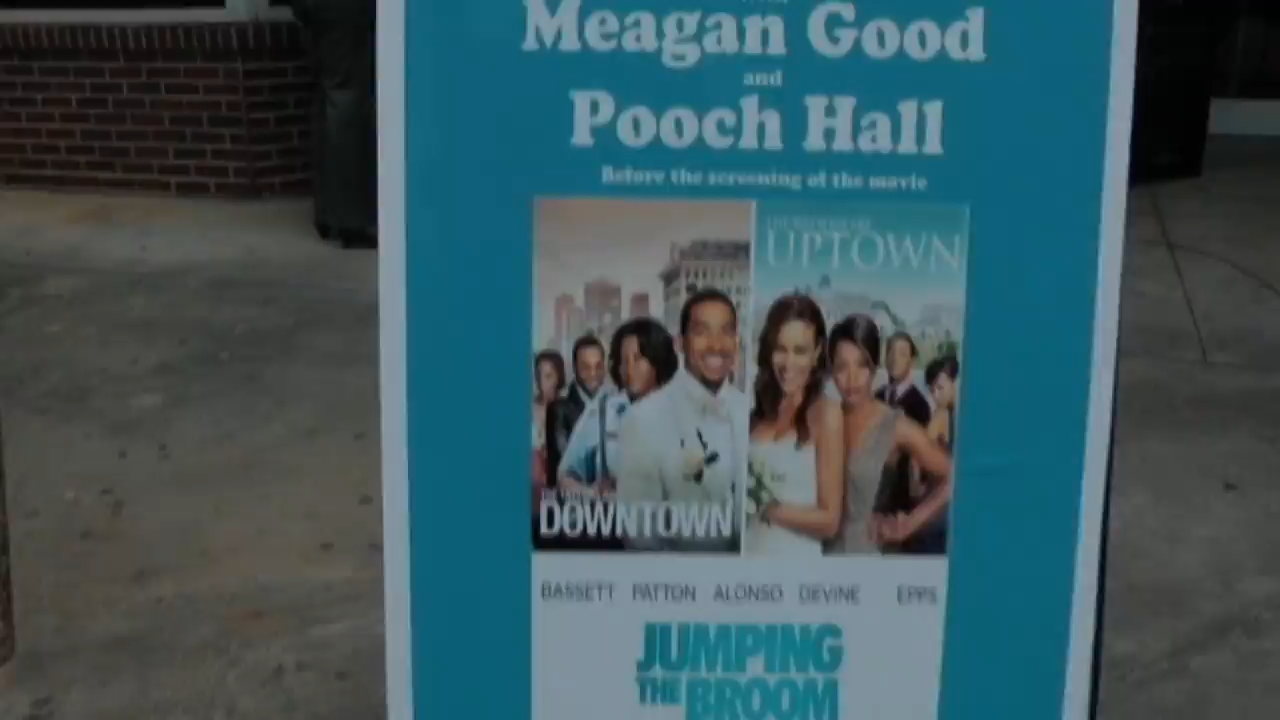 Meagan Good
and
Pooch Hall
Before the screening of the movie
UPTOWN
DOWNTOWN
BASSETT PATTON ALONSO DEVINE EPPS
JUMPING
THE BROOM